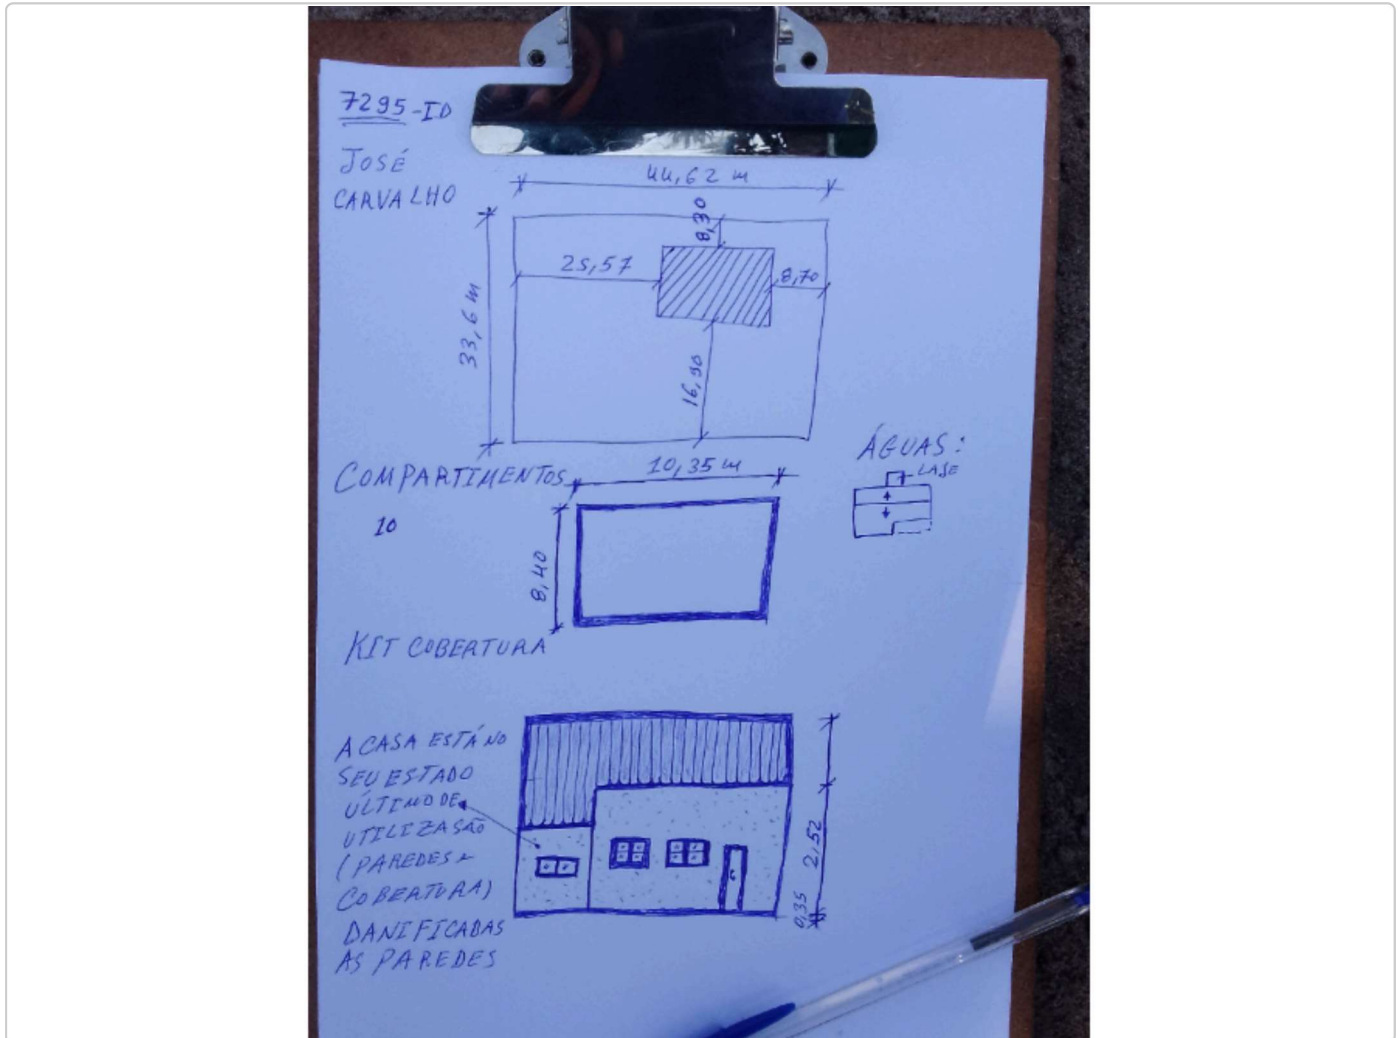 7295-ID
JOSÉ
CARVALHO
44,62 m
8,30
25,57
8,70
33,6 m
16,90
ÁGUAS:
LAJE
COMPARTIMENTOS
10
10,35 m
8,40
KIT COBERTURA
A CASA ESTÁ NO
SEU ESTADO
ÚLTIMO DE
UTILIZASÃO
(PAREDES e
COBERTURA)
DANIFICADAS
AS PAREDES
2,52
0,35